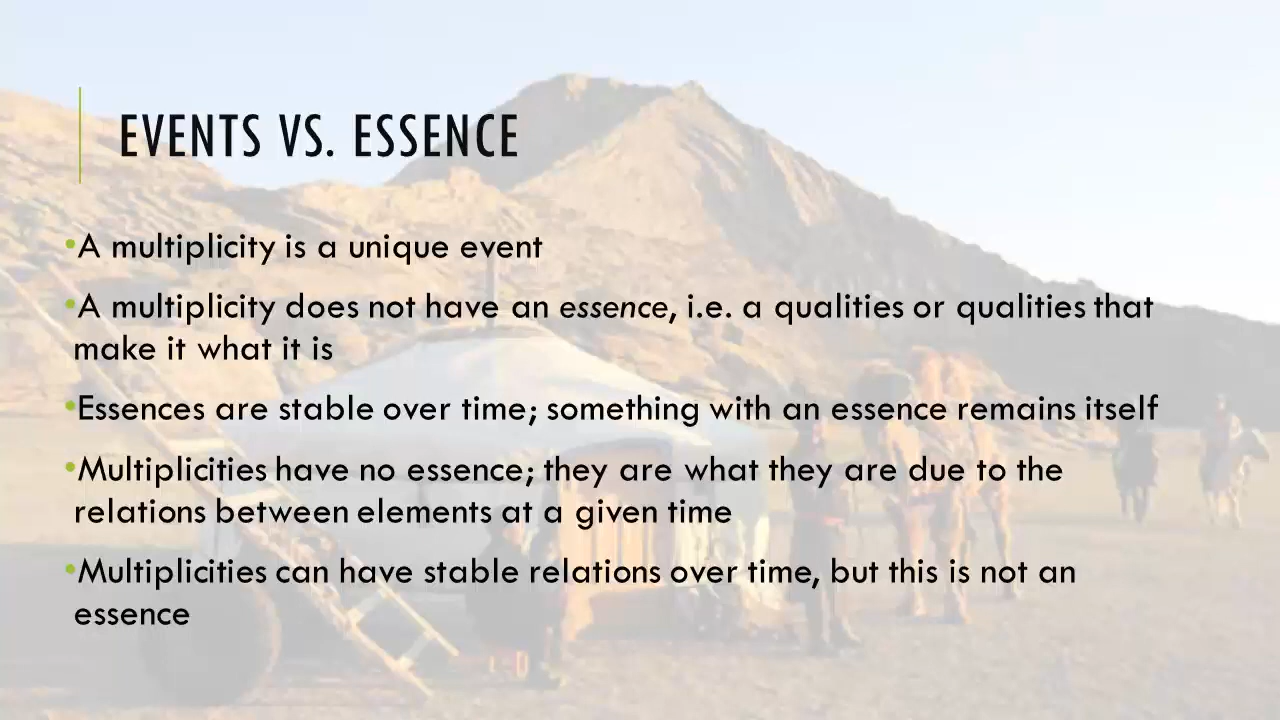 EVENTS VS. ESSENCE
•A multiplicity is a unique event
•A multiplicity does not have an essence, i.e. a qualities or qualities that
make it what it is
•Essences are stable over time; something with an essence remains itself
•Multiplicities have no essence; they are what they are due to the
relations between elements at a given time
•Multiplicities can have stable relations over time, but this is not an
essence